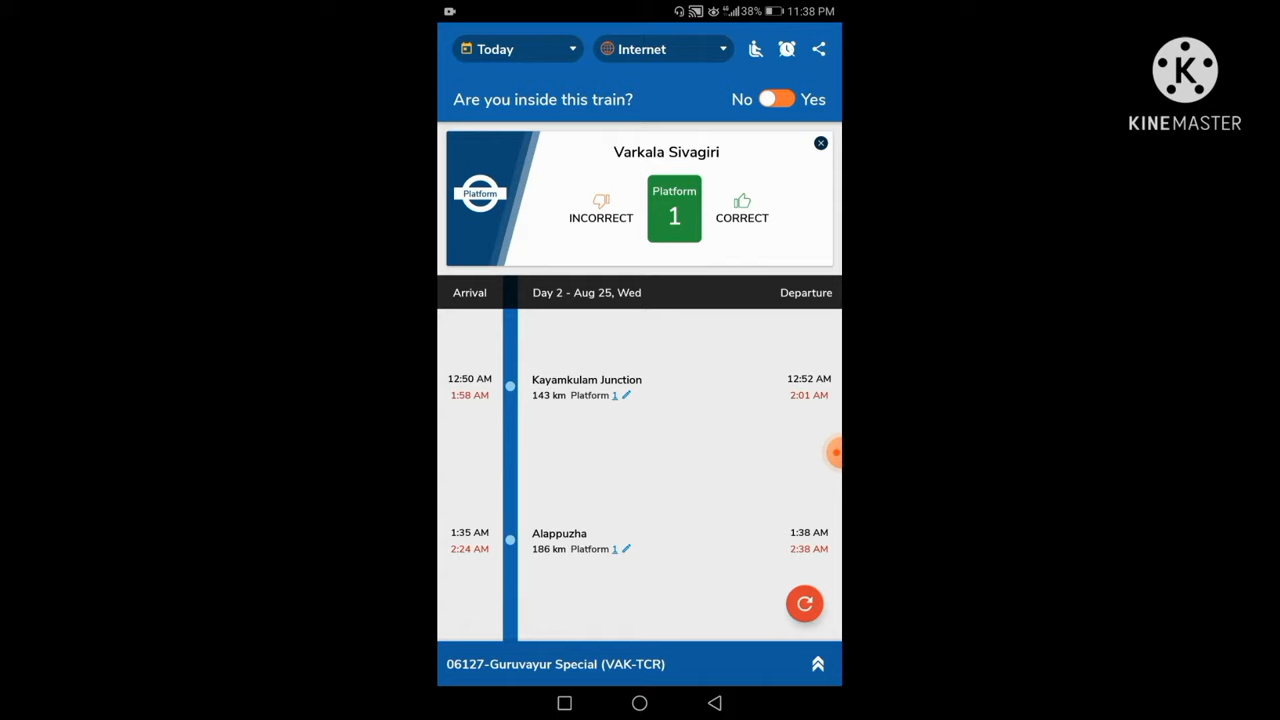 38% 11:38 PM
Today Internet
Are you inside this train? No Yes
Varkala Sivagiri
Platform
INCORRECT
Platform
1
CORRECT
Arrival Day 2 - Aug 25, Wed Departure
12:50 AM Kayamkulam Junction 12:52 AM
1:58 AM 143 km Platform 1 2:01 AM
1:35 AM Alappuzha 1:38 AM
2:24 AM 186 km Platform 1 2:38 AM
06127-Guruvayur Special (VAK-TCR)
K
KINEMASTER